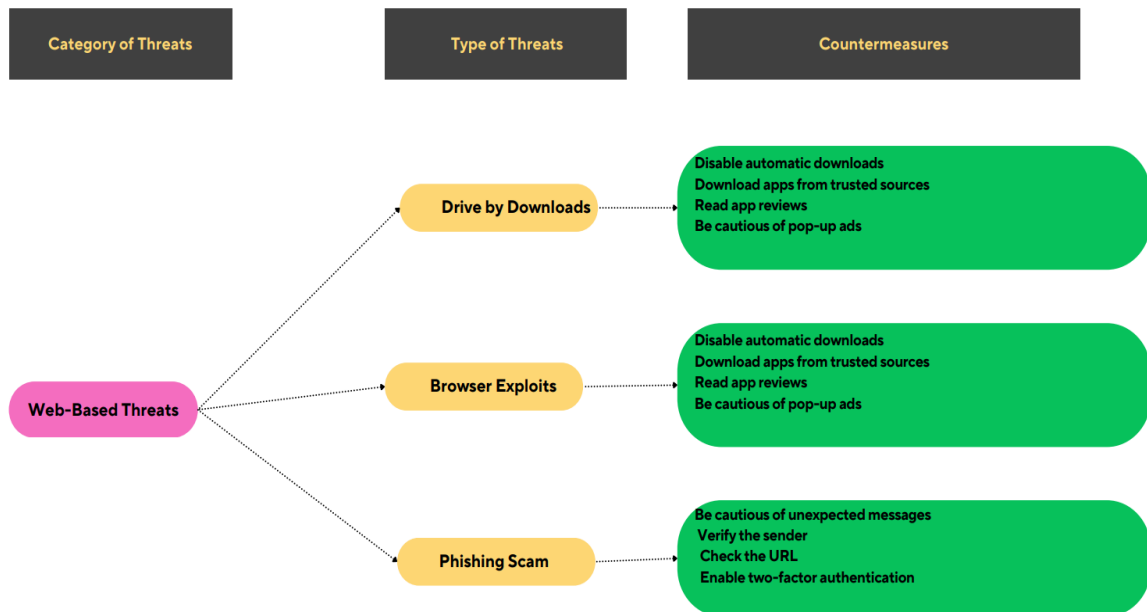 Category of Threats
Type of Threats
Countermeasures
Disable automatic downloads
Download apps from trusted sources
Read app reviews
Be cautious of pop-up ads
Drive by Downloads
Disable automatic downloads
Download apps from trusted sources
Read app reviews
Be cautious of pop-up ads
Browser Exploits
Web-Based Threats
Be cautious of unexpected messages
Verify the sender
Check the URL
Enable two-factor authentication
Phishing Scam